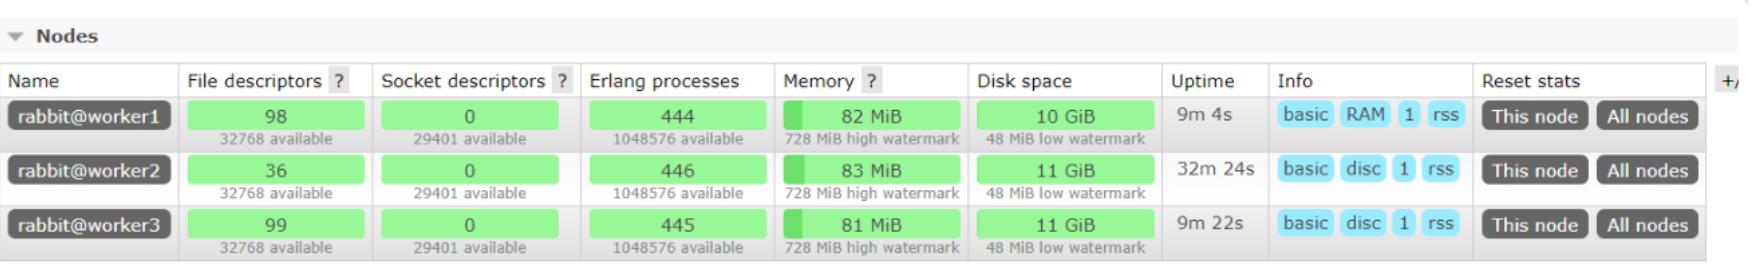 Nodes
Name File descriptors ? Socket descriptors ? Erlang processes Memory ? Disk space Uptime Info Reset stats +/
rabbit@worker1 98 0 444 82 MiB 10 GiB 9m 4s basic RAM 1 rss This node All nodes
32768 available 29401 available 1048576 available 728 MiB high watermark 48 MiB low watermark
rabbit@worker2 36 0 446 83 MiB 11 GiB 32m 24s basic disc 1 rss This node All nodes
32768 available 29401 available 1048576 available 728 MiB high watermark 48 MiB low watermark
rabbit@worker3 99 0 445 81 MiB 11 GiB 9m 22s basic disc 1 rss This node All nodes
32768 available 29401 available 1048576 available 728 MiB high watermark 48 MiB low watermark